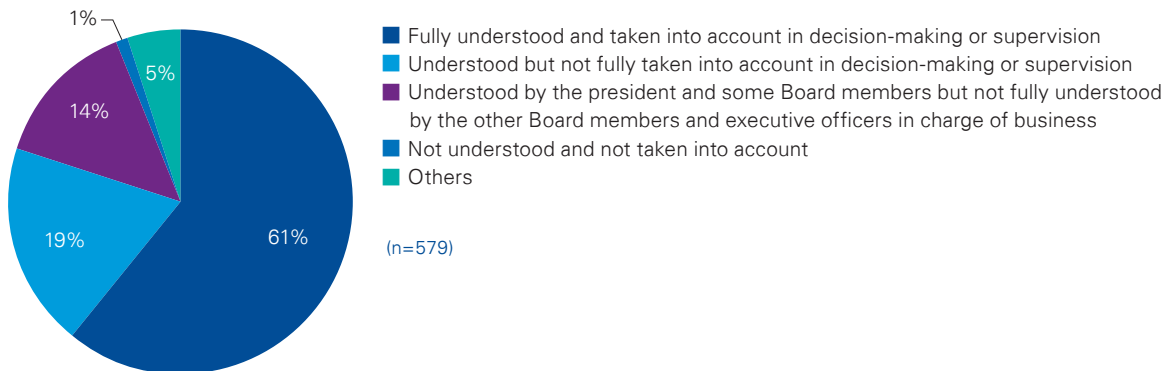 1%
5%
14%
19%
61%
Fully understood and taken into account in decision-making or supervision
Understood but not fully taken into account in decision-making or supervision
Understood by the president and some Board members but not fully understood
by the other Board members and executive officers in charge of business
Not understood and not taken into account
Others
(n=579)